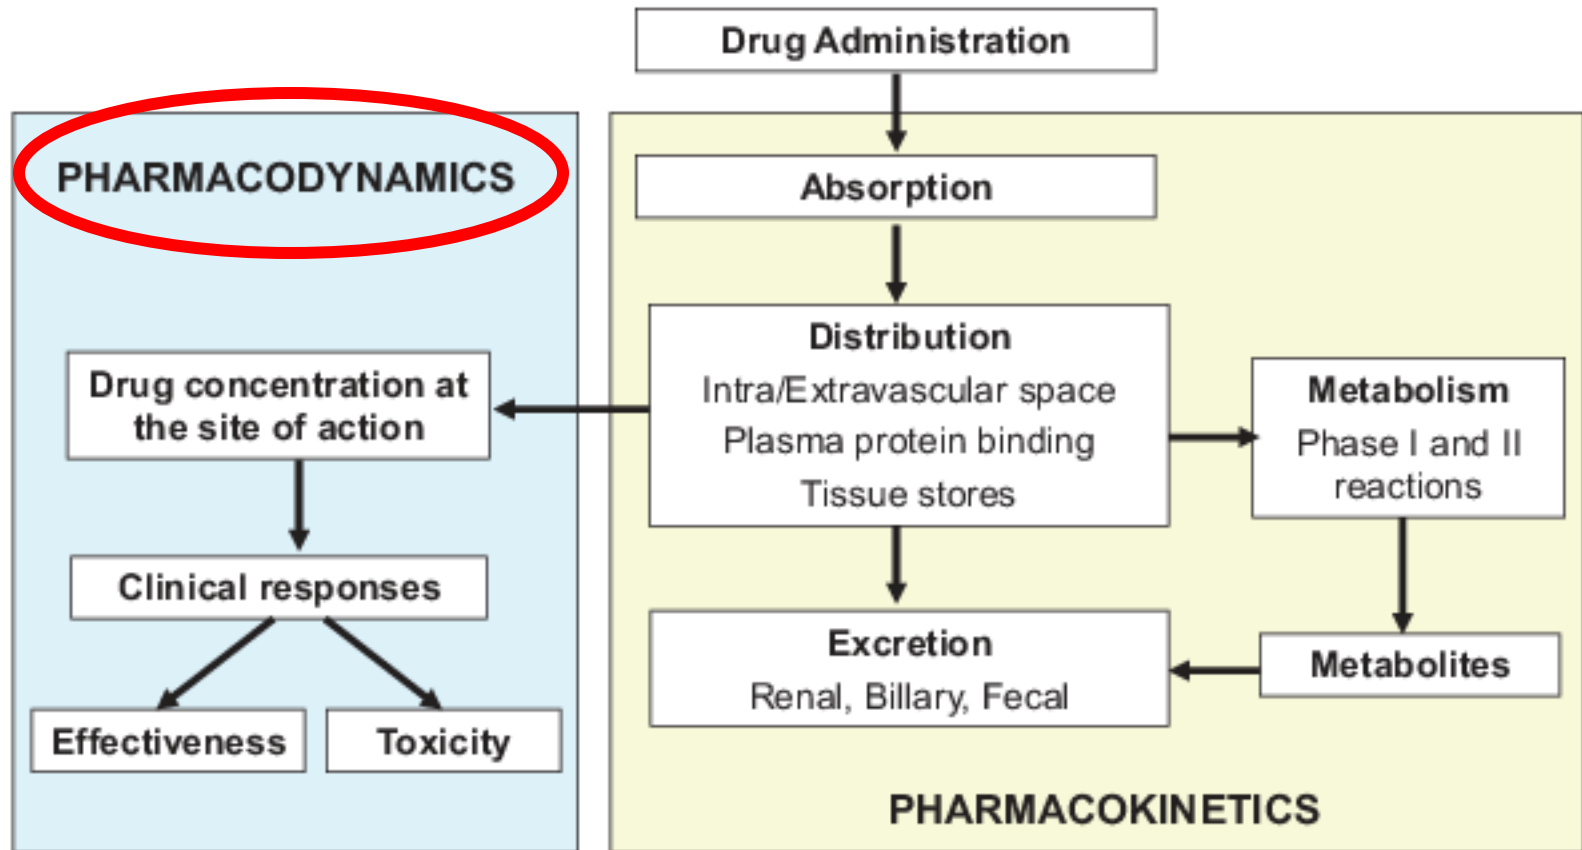 Drug Administration
PHARMACODYNAMICS
Absorption
Distribution
Intra/Extravascular space
Plasma protein binding
Tissue stores
Drug concentration at
the site of action
Metabolism
Phase I and II
reactions
Clinical responses
Excretion
Renal, Billary, Fecal
Metabolites
Effectiveness
Toxicity
PHARMACOKINETICS